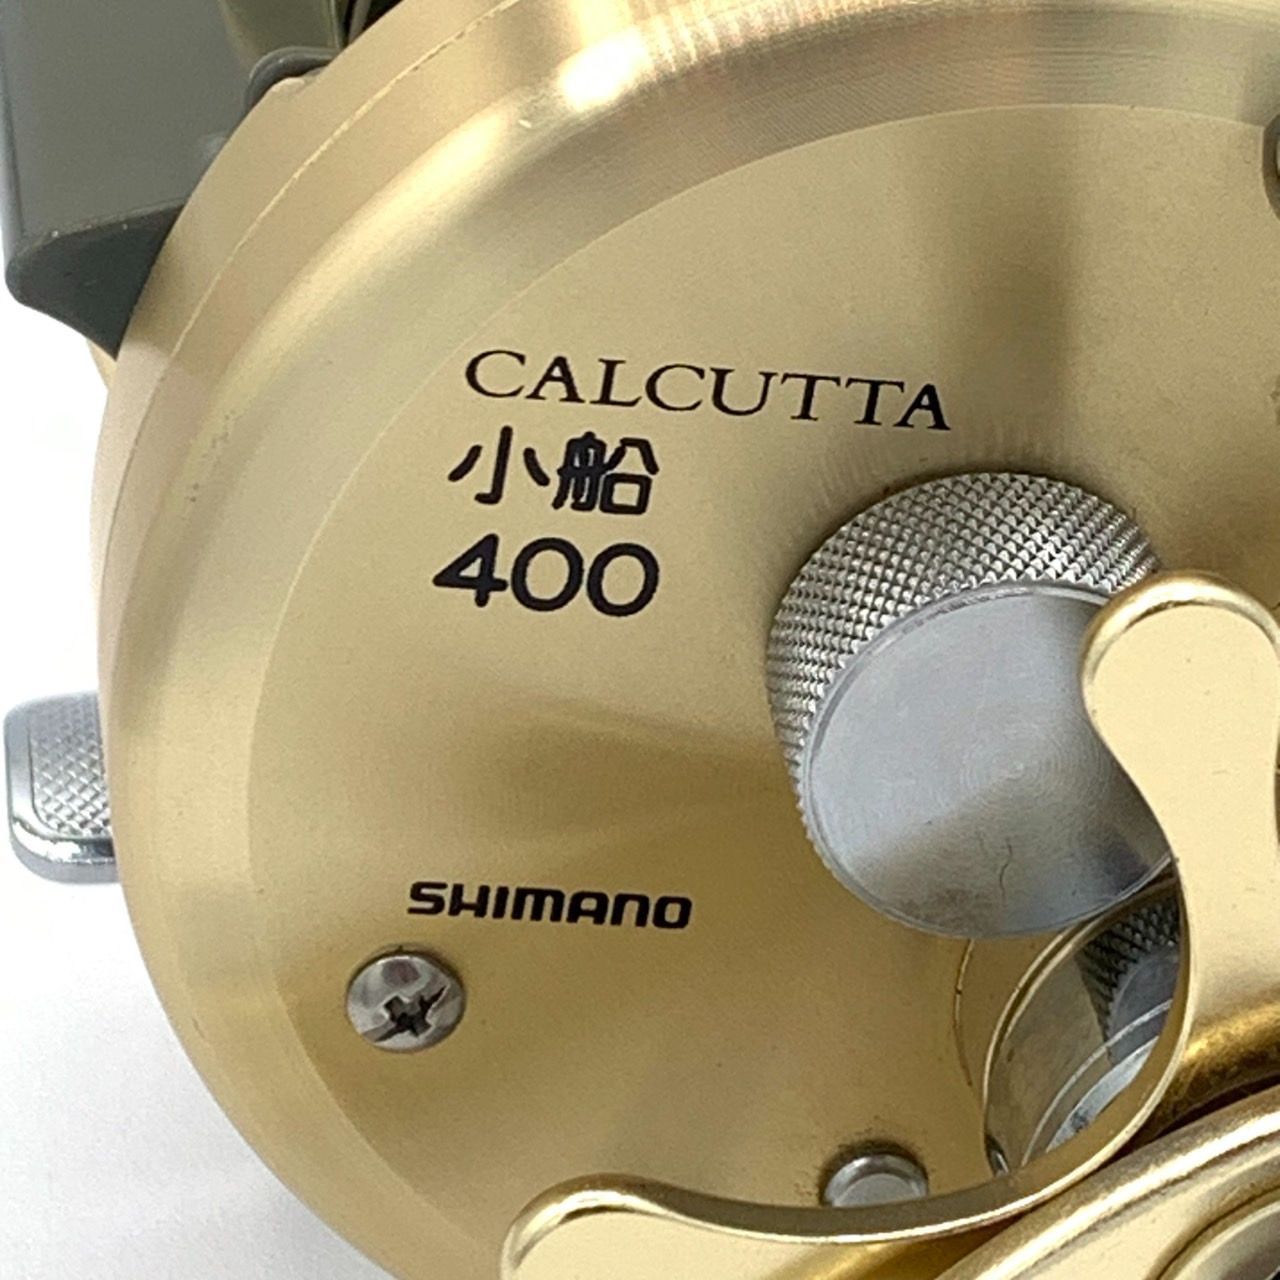 CALCUTTA
小船
400
SHIMANO